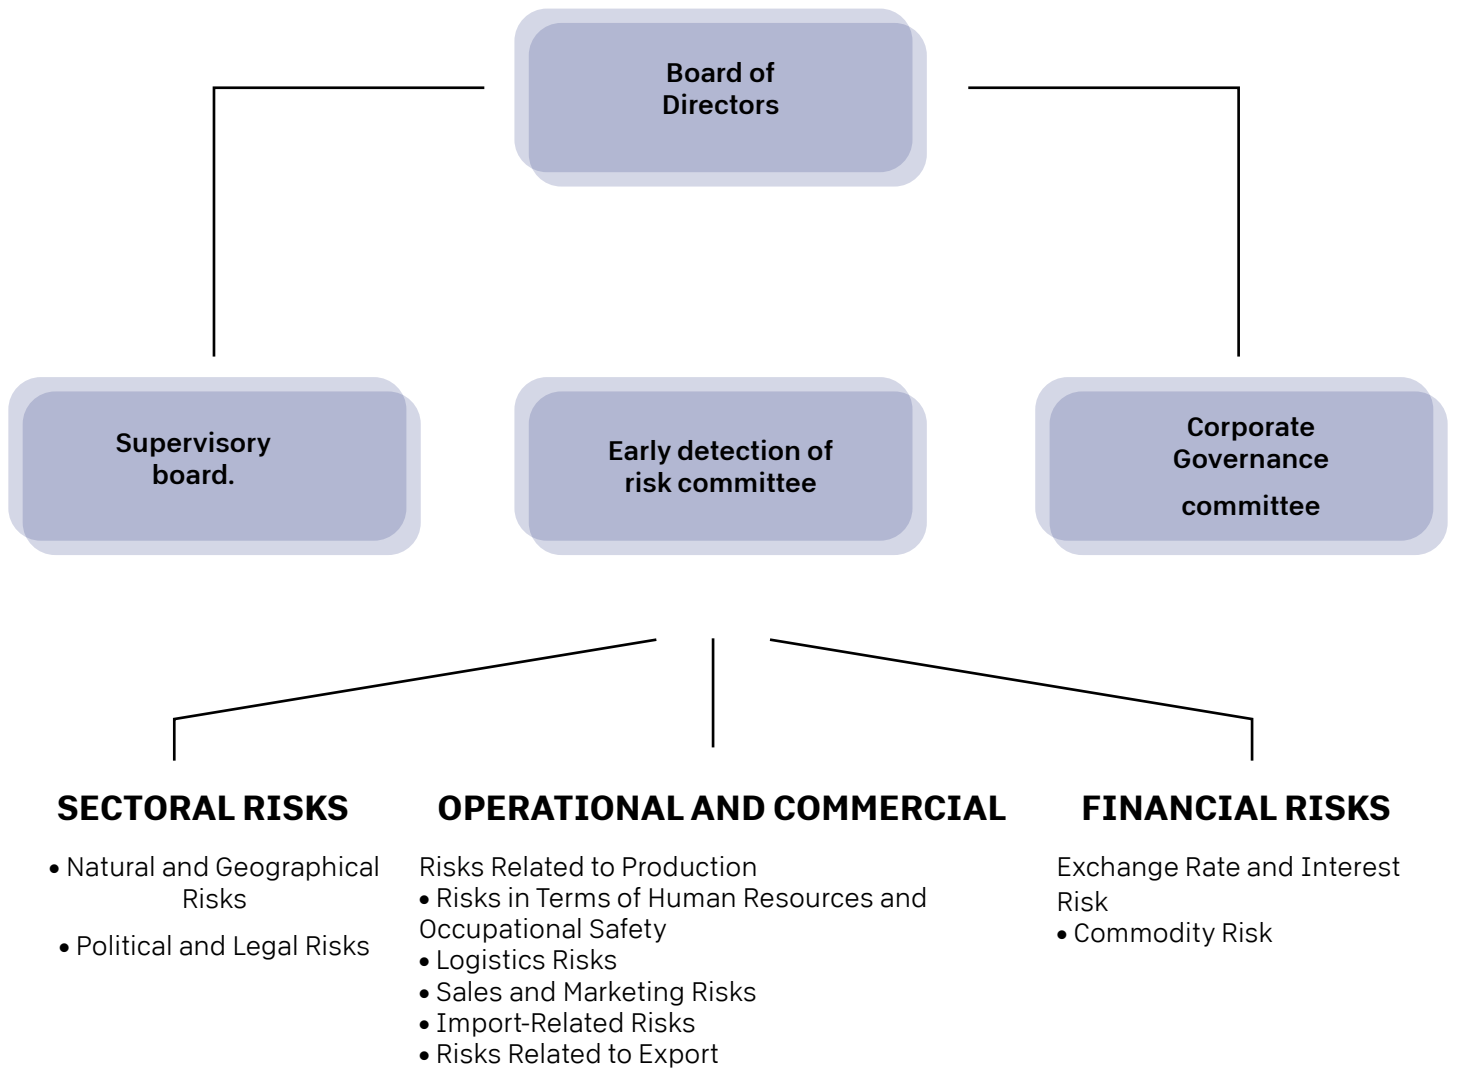 Board of
Directors
Supervisory
board.
Early detection of
risk committee
Corporate
Governance
committee
SECTORAL RISKS
• Natural and Geographical
Risks
• Political and Legal Risks
OPERATIONAL AND COMMERCIAL
Risks Related to Production
• Risks in Terms of Human Resources and
Occupational Safety
• Logistics Risks
• Sales and Marketing Risks
• Import-Related Risks
• Risks Related to Export
FINANCIAL RISKS
Exchange Rate and Interest
Risk
• Commodity Risk